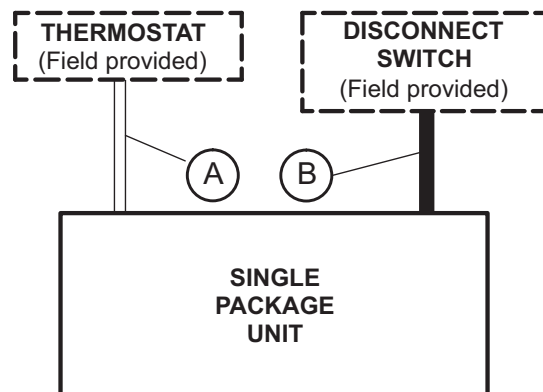 THERMOSTAT
(Field provided)
DISCONNECT
SWITCH
(Field provided)
A
B
SINGLE
PACKAGE
UNIT